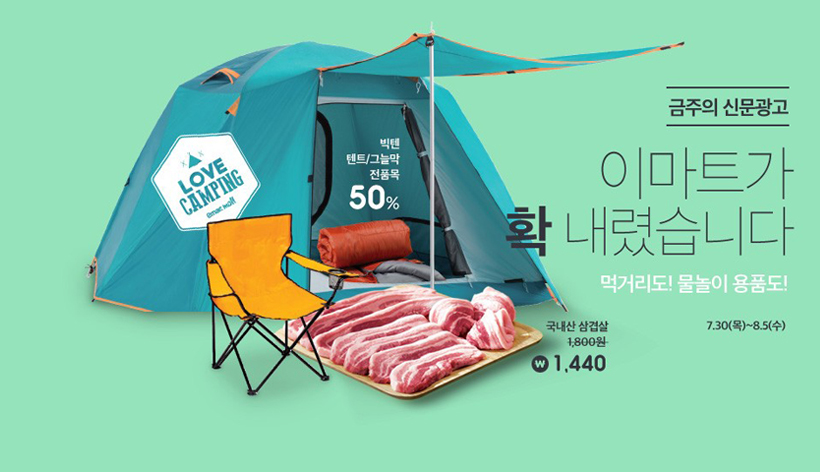 금주의 신문광고
이마트가
확 내렸습니다
먹거리도! 물놀이 용품도!
7.30(목)~8.5(수)
빅텐
텐트/그늘막
전품목
50%
LOVE
CAMPING
국내산 삼겹살
1,800원
₩1,440